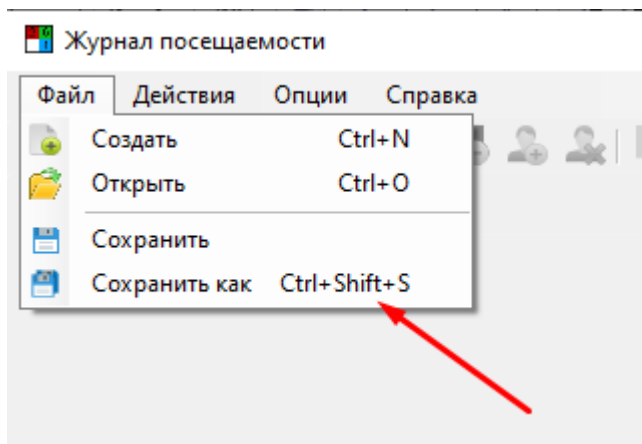 Журнал посещаемости
Файл Действия Опции Справка
Создать Ctrl+N
Открыть Ctrl+O
Сохранить
Сохранить как Ctrl+Shift+S